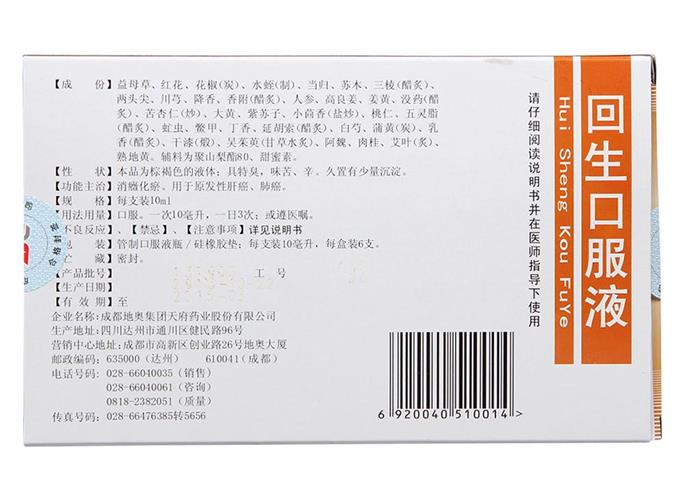 【成 份】益母草、红花、花椒(炭)、水蛭(制)、当归、苏木、三棱(醋炙)、
两头尖、川芎、降香、香附(醋炙)、人参、高良姜、姜黄、没药(醋
炙)、苦杏仁(炒)、大黄、紫苏子、小茴香(盐炒)、桃仁、五灵脂
(醋炙)、虻虫、鳖甲、丁香、延胡索(醋炙)、白芍、蒲黄(炭)、乳
香(醋炙)、干漆(煅)、吴茱萸(甘草水炙)、阿魏、肉桂、艾叶(炙)、
熟地黄。辅料为聚山梨酯80、甜蜜素。
【性 状】本品为棕褐色的液体；具特臭，味苦、辛。久置有少量沉淀。
【功能主治】消癥化瘀。用于原发性肝癌、肺癌。
【规 格】每支装10ml
【用法用量】口服。一次10毫升，一日3次；或遵医嘱。
【不良反应】、【禁忌】、【注意事项】详见说明书
【包 装】管制口服液瓶/硅橡胶垫；每支装10毫升，每盒装6支。
【贮 藏】密封。
【产品批号】 工 号
【生产日期】
【有 效 期】至
企业名称：成都地奥集团天府药业股份有限公司
生产地址：四川达州市通川区健民路96号
营销中心地址：成都市高新区创业路26号地奥大厦
邮政编码：635000（达州） 610041（成都）
电话号码：028-66040035（销售）
028-66040061（咨询）
0818-2382051（质量）
传真号码：028-66476385转5656
6 920040 510014 >
请仔细阅读说明书并在医师指导下使用
回生口服液
Hui Sheng Kou FuYe
合格封签